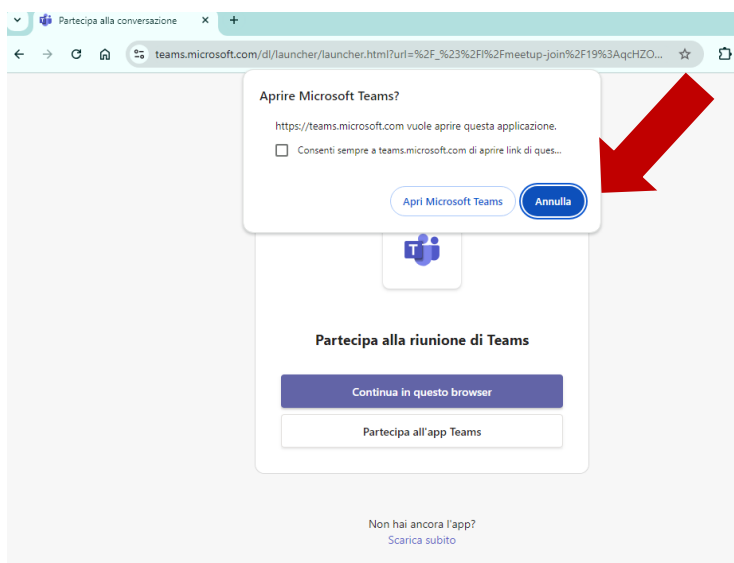 Partecipa alla conversazione
teams.microsoft.com/dl/launcher/launcher.html?url=%2F_%23%2Fl%2Fmeetup-join%2F19%3AqcHZO...
Aprire Microsoft Teams?
https://teams.microsoft.com vuole aprire questa applicazione.
Consenti sempre a teams.microsoft.com di aprire link di ques...
Apri Microsoft Teams
Annulla
T
Partecipa alla riunione di Teams
Continua in questo browser
Partecipa all'app Teams
Non hai ancora l'app?
Scarica subito